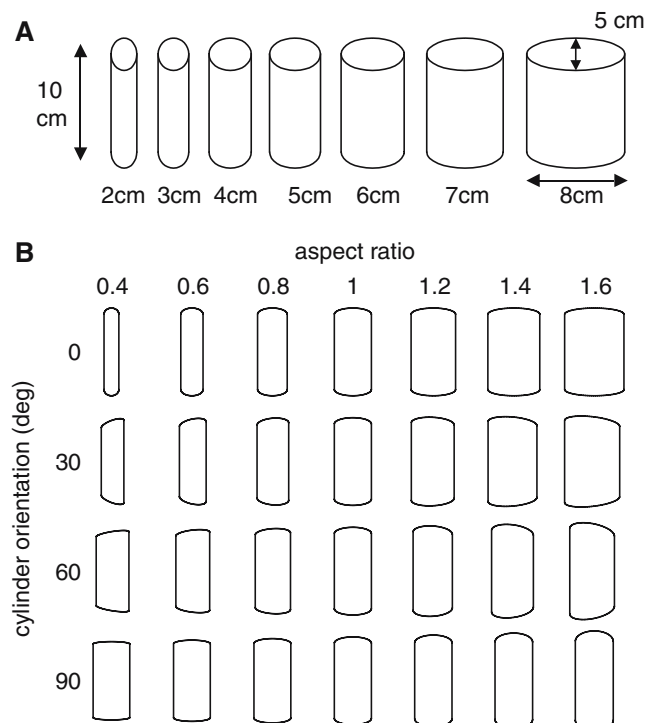 A
5 cm
10
cm
2cm 3cm 4cm 5cm 6cm 7cm 8cm
B
aspect ratio
0.4 0.6 0.8 1 1.2 1.4 1.6
cylinder orientation (deg)
0
30
60
90